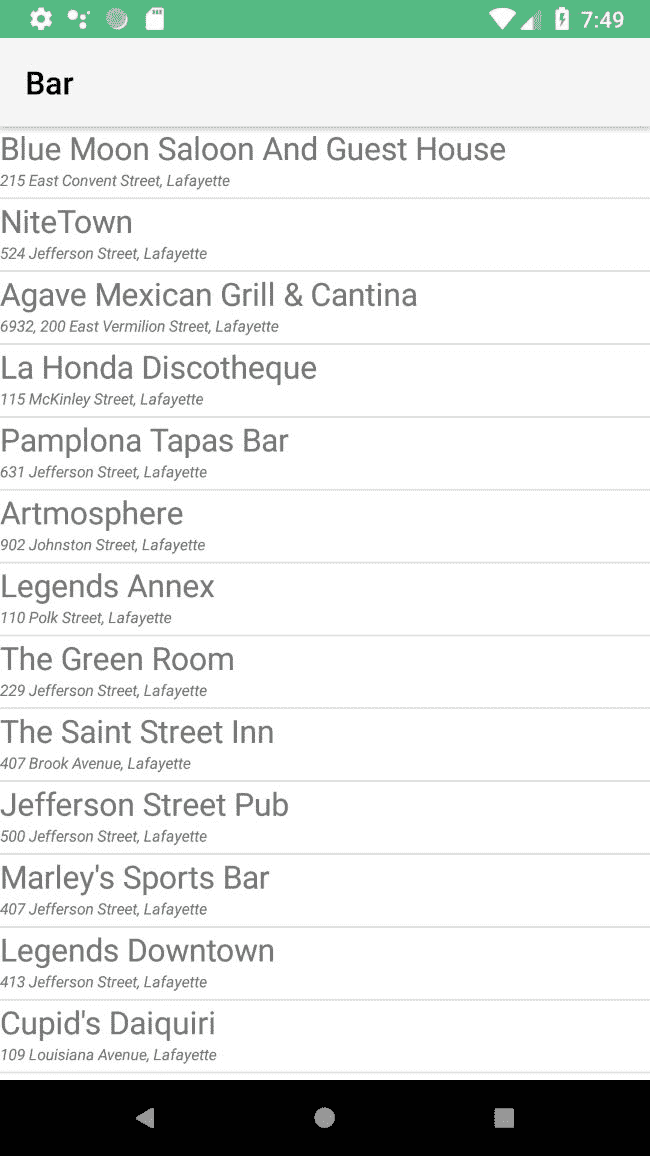 7:49
Bar
Blue Moon Saloon And Guest House
215 East Convent Street, Lafayette
NiteTown
524 Jefferson Street, Lafayette
Agave Mexican Grill & Cantina
6932, 200 East Vermilion Street, Lafayette
La Honda Discotheque
115 McKinley Street, Lafayette
Pamplona Tapas Bar
631 Jefferson Street, Lafayette
Artmosphere
902 Johnston Street, Lafayette
Legends Annex
110 Polk Street, Lafayette
The Green Room
229 Jefferson Street, Lafayette
The Saint Street Inn
407 Brook Avenue, Lafayette
Jefferson Street Pub
500 Jefferson Street, Lafayette
Marley's Sports Bar
407 Jefferson Street, Lafayette
Legends Downtown
413 Jefferson Street, Lafayette
Cupid's Daiquiri
109 Louisiana Avenue, Lafayette